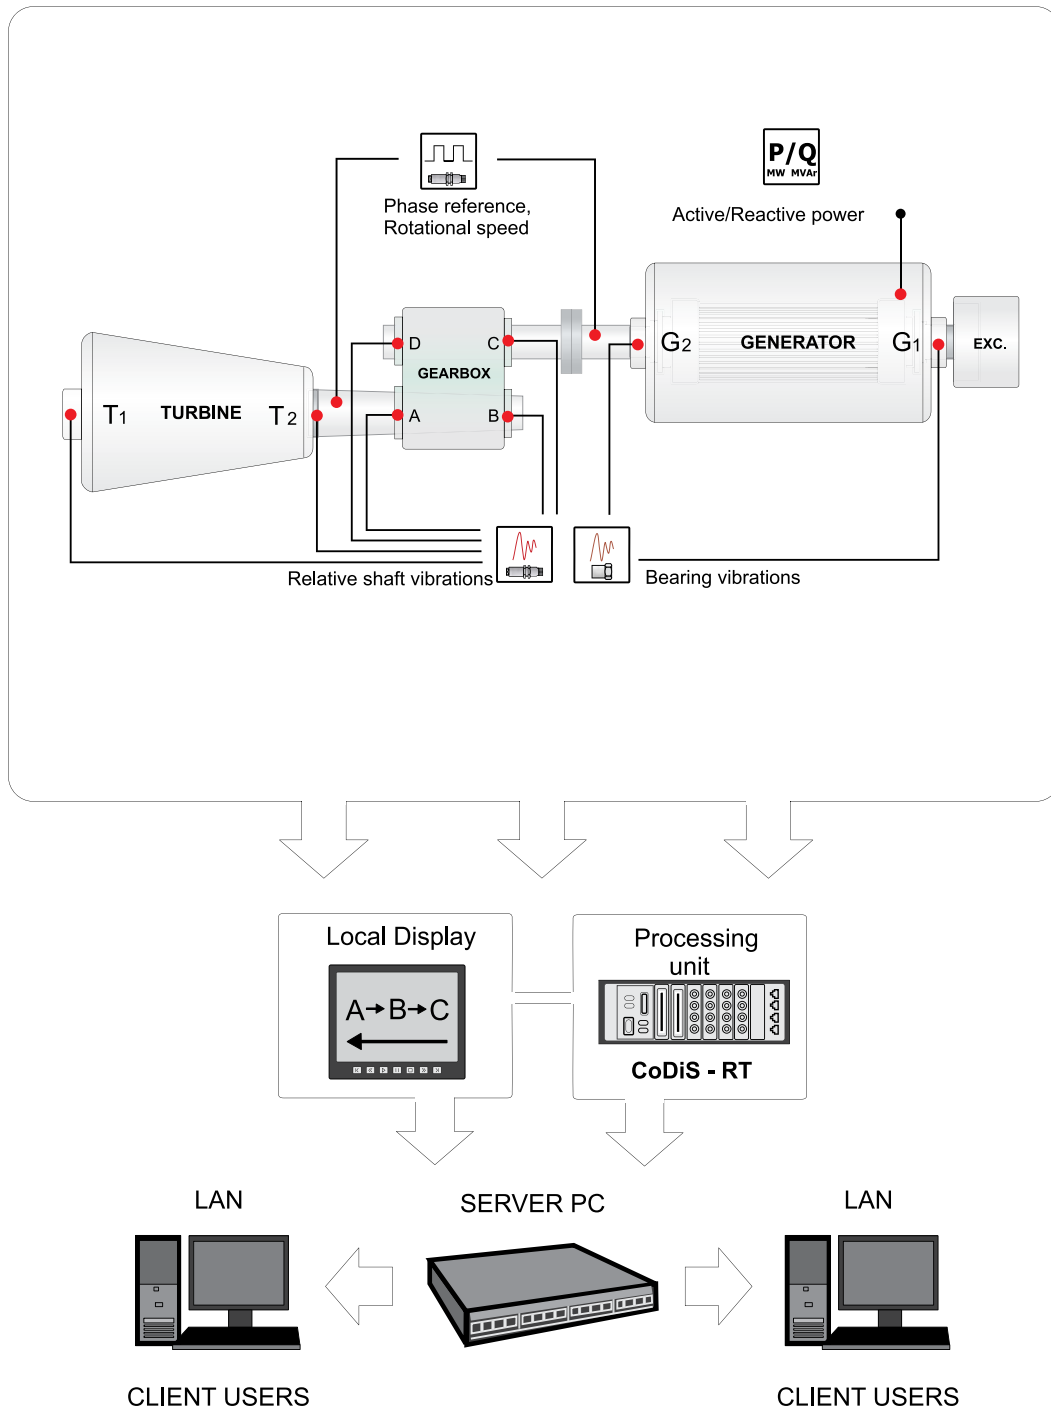 P/Q
MW MVAr
Phase reference,
Rotational speed
Active/Reactive power
D
C
G2
GENERATOR
G1
EXC.
GEARBOX
T1
TURBINE
T2
A
B
Relative shaft vibrations
Bearing vibrations
Local Display
A→B→C
Processing
unit
CoDiS - RT
LAN
SERVER PC
LAN
CLIENT USERS
CLIENT USERS